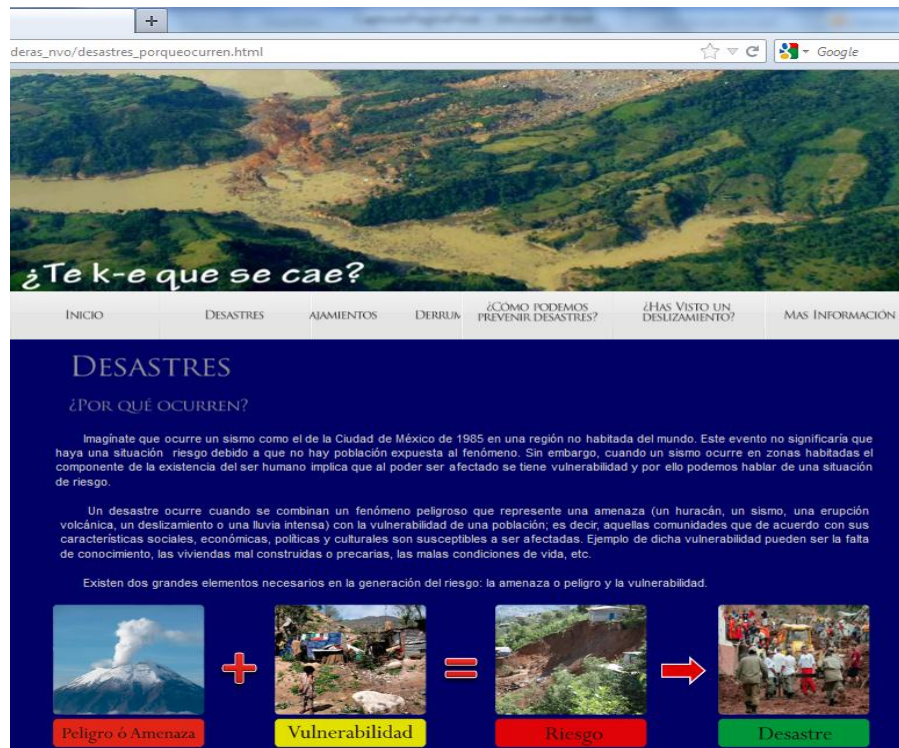 deras_nvo/desastres_porqueocurren.html
Google
¿Te k-e que se cae?
INICIO
DESASTRES
AJAMIENTOS
DERRUM
¿CÓMO PODEMOS
PREVENIR DESASTRES?
¿HAS VISTO UN
DESLIZAMIENTO?
MAS INFORMACIÓN
DESASTRES
¿POR QUÉ OCURREN?
Imagínate que ocurre un sismo como el de la Ciudad de México de 1985 en una región no habitada del mundo. Este evento no significaría que
haya una situación riesgo debido a que no hay población expuesta al fenómeno. Sin embargo, cuando un sismo ocurre en zonas habitadas el
componente de la existencia del ser humano implica que al poder ser afectado se tiene vulnerabilidad y por ello podemos hablar de una situación
de riesgo.
Un desastre ocurre cuando se combinan un fenómeno peligroso que represente una amenaza (un huracán, un sismo, una erupción
volcánica, un deslizamiento o una lluvia intensa) con la vulnerabilidad de una población; es decir, aquellas comunidades que de acuerdo con sus
características sociales, económicas, políticas y culturales son susceptibles a ser afectadas. Ejemplo de dicha vulnerabilidad pueden ser la falta
de conocimiento, las viviendas mal construidas o precarias, las malas condiciones de vida, etc.
Existen dos grandes elementos necesarios en la generación del riesgo: la amenaza o peligro y la vulnerabilidad.
Peligro ó Amenaza
Vulnerabilidad
Riesgo
Desastre